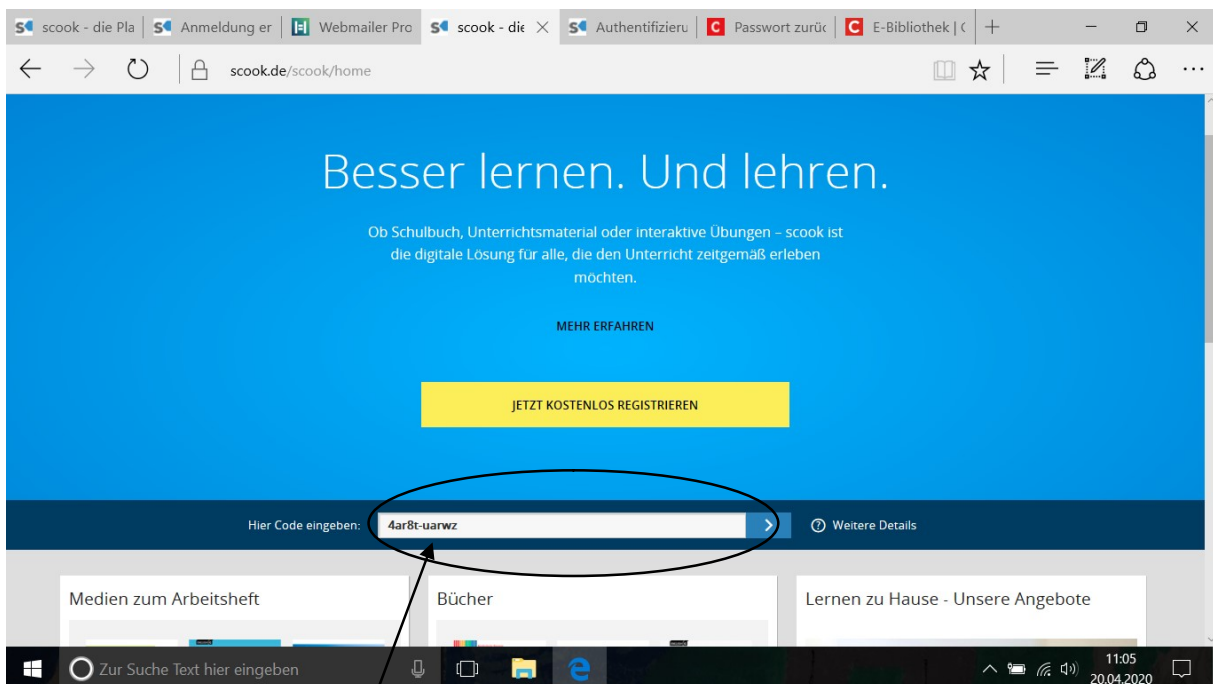 scook - die Pla
Anmeldung er
Webmailer Pro
scook - die
Authentifizieru
Passwort zurüc
E-Bibliothek | C
scook.de/scook/home
Besser lernen. Und lehren.
Ob Schulbuch, Unterrichtsmaterial oder interaktive Übungen – scook ist
die digitale Lösung für alle, die den Unterricht zeitgemäß erleben
möchten.
MEHR ERFAHREN
JETZT KOSTENLOS REGISTRIEREN
Hier Code eingeben: 4ar8t-uarwz
Weitere Details
Medien zum Arbeitsheft
Bücher
Lernen zu Hause - Unsere Angebote
Zur Suche Text hier eingeben
11:05
20.04.2020